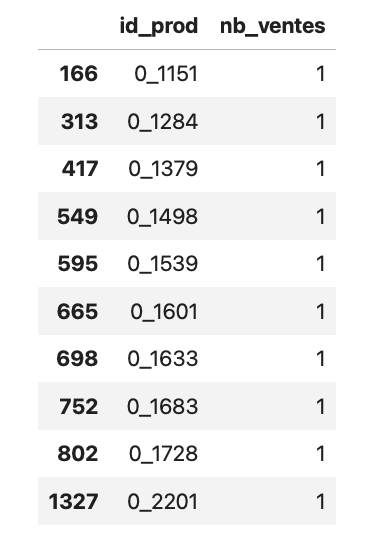 id_prod nb_ventes
166 0_1151 1
313 0_1284 1
417 0_1379 1
549 0_1498 1
595 0_1539 1
665 0_1601 1
698 0_1633 1
752 0_1683 1
802 0_1728 1
1327 0_2201 1